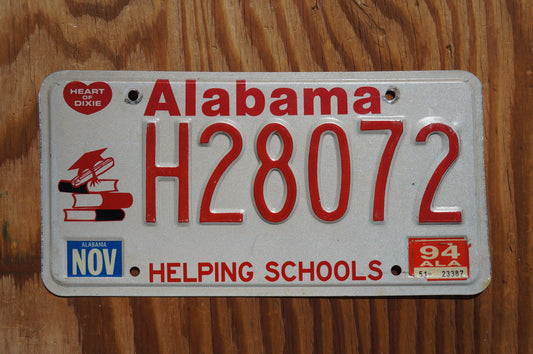 HEART
OF
DIXIE
Alabama
H28072
ALABAMA
NOV
HELPING SCHOOLS
94
ALA
51- 23387